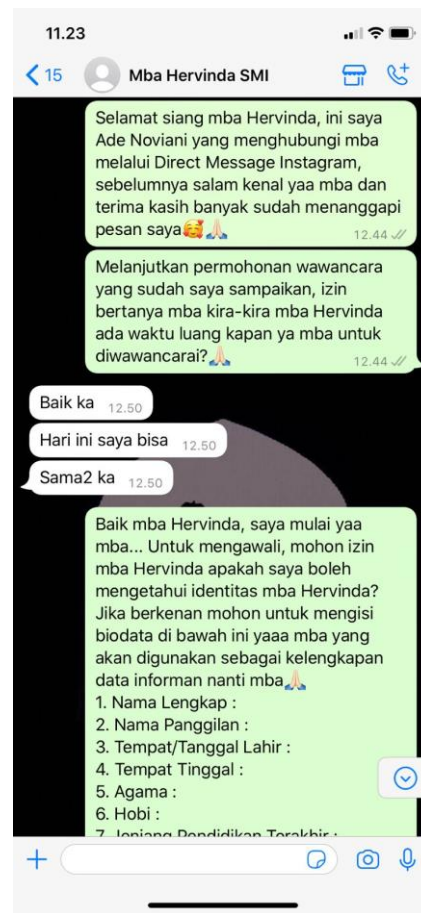 11.23
15
Mba Hervinda SMI
Selamat siang mba Hervinda, ini saya
Ade Noviani yang menghubungi mba
melalui Direct Message Instagram,
sebelumnya salam kenal yaa mba dan
terima kasih banyak sudah menanggapi
pesan saya🥰🙏🏻
12.44
Melanjutkan permohonan wawancara
yang sudah saya sampaikan, izin
bertanya mba kira-kira mba Hervinda
ada waktu luang kapan ya mba untuk
diwawancarai?🙏🏻
12.44
Baik ka 12.50
Hari ini saya bisa 12.50
Sama2 ka 12.50
Baik mba Hervinda, saya mulai yaa
mba... Untuk mengawali, mohon izin
mba Hervinda apakah saya boleh
mengetahui identitas mba Hervinda?
Jika berkenan mohon untuk mengisi
biodata di bawah ini yaaa mba yang
akan digunakan sebagai kelengkapan
data informan nanti mba🙏🏻
1. Nama Lengkap :
2. Nama Panggilan :
3. Tempat/Tanggal Lahir :
4. Tempat Tinggal :
5. Agama :
6. Hobi :
7. Jenjang Pendidikan Terakhir :